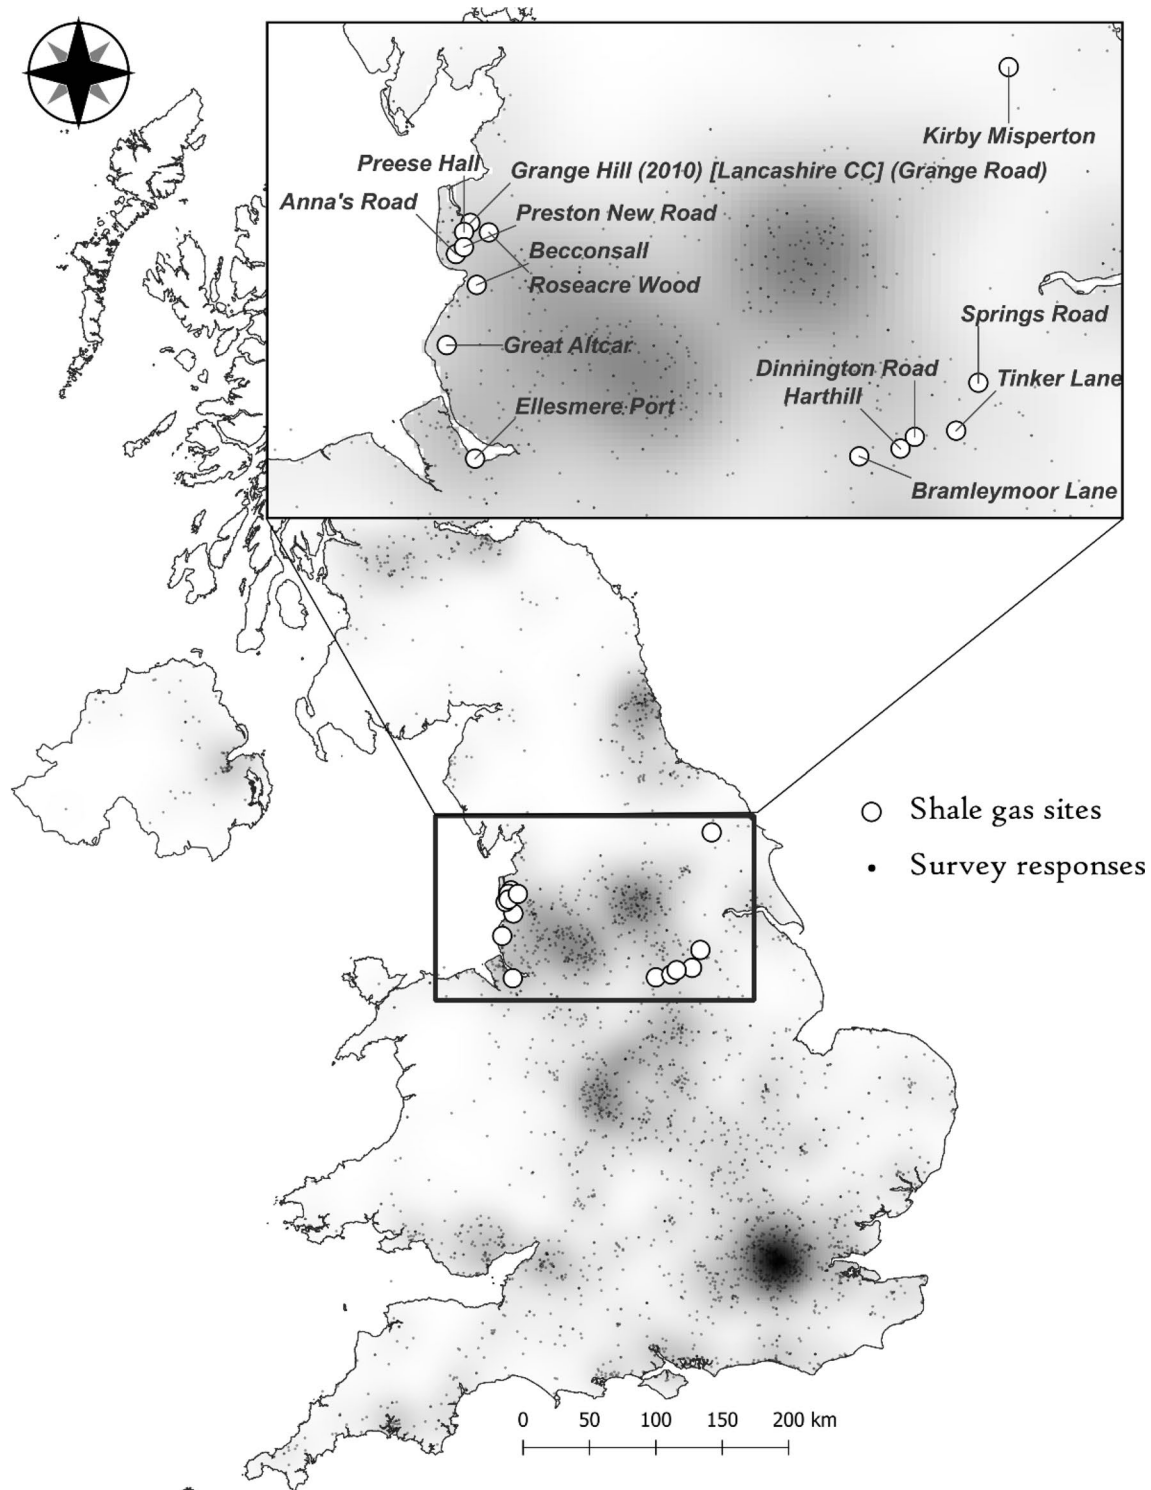 Kirby Misperton
Preese Hall
Grange Hill (2010) [Lancashire CC] (Grange Road)
Anna's Road
Preston New Road
Becconsall
Roseacre Wood
Springs Road
Great Altcar
Dinnington Road
Tinker Lane
Harthill
Ellesmere Port
Bramleymoor Lane
Shale gas sites
Survey responses
0 50 100 150 200 km